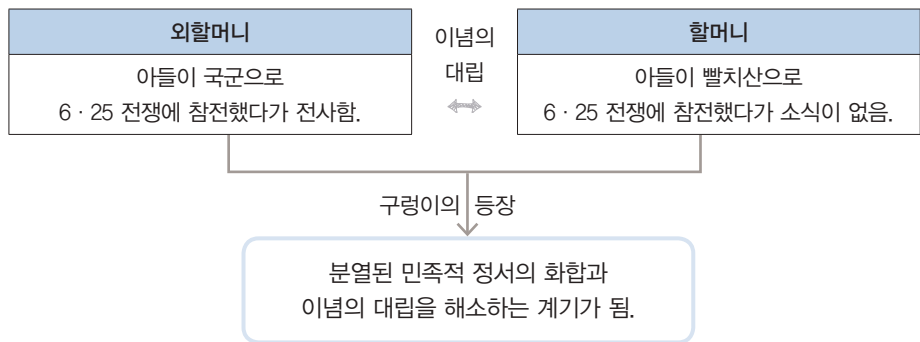 외할머니
아들이 국군으로
6 · 25 전쟁에 참전했다가 전사함.
이념의
대립
할머니
아들이 빨치산으로
6 · 25 전쟁에 참전했다가 소식이 없음.
구렁이의 등장
분열된 민족적 정서의 화합과
이념의 대립을 해소하는 계기가 됨.